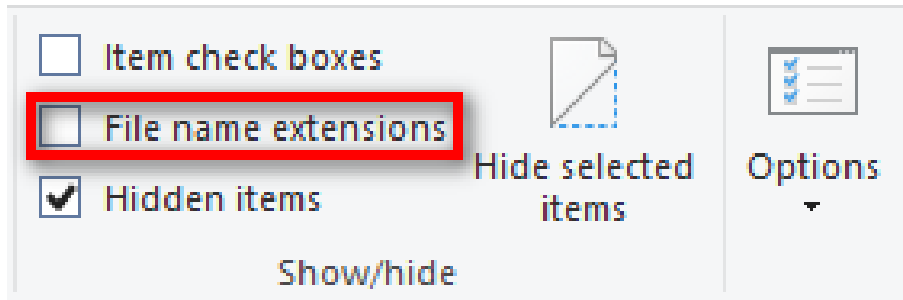 Item check boxes
File name extensions
Hidden items
Hide selected
items
Options
Show/hide